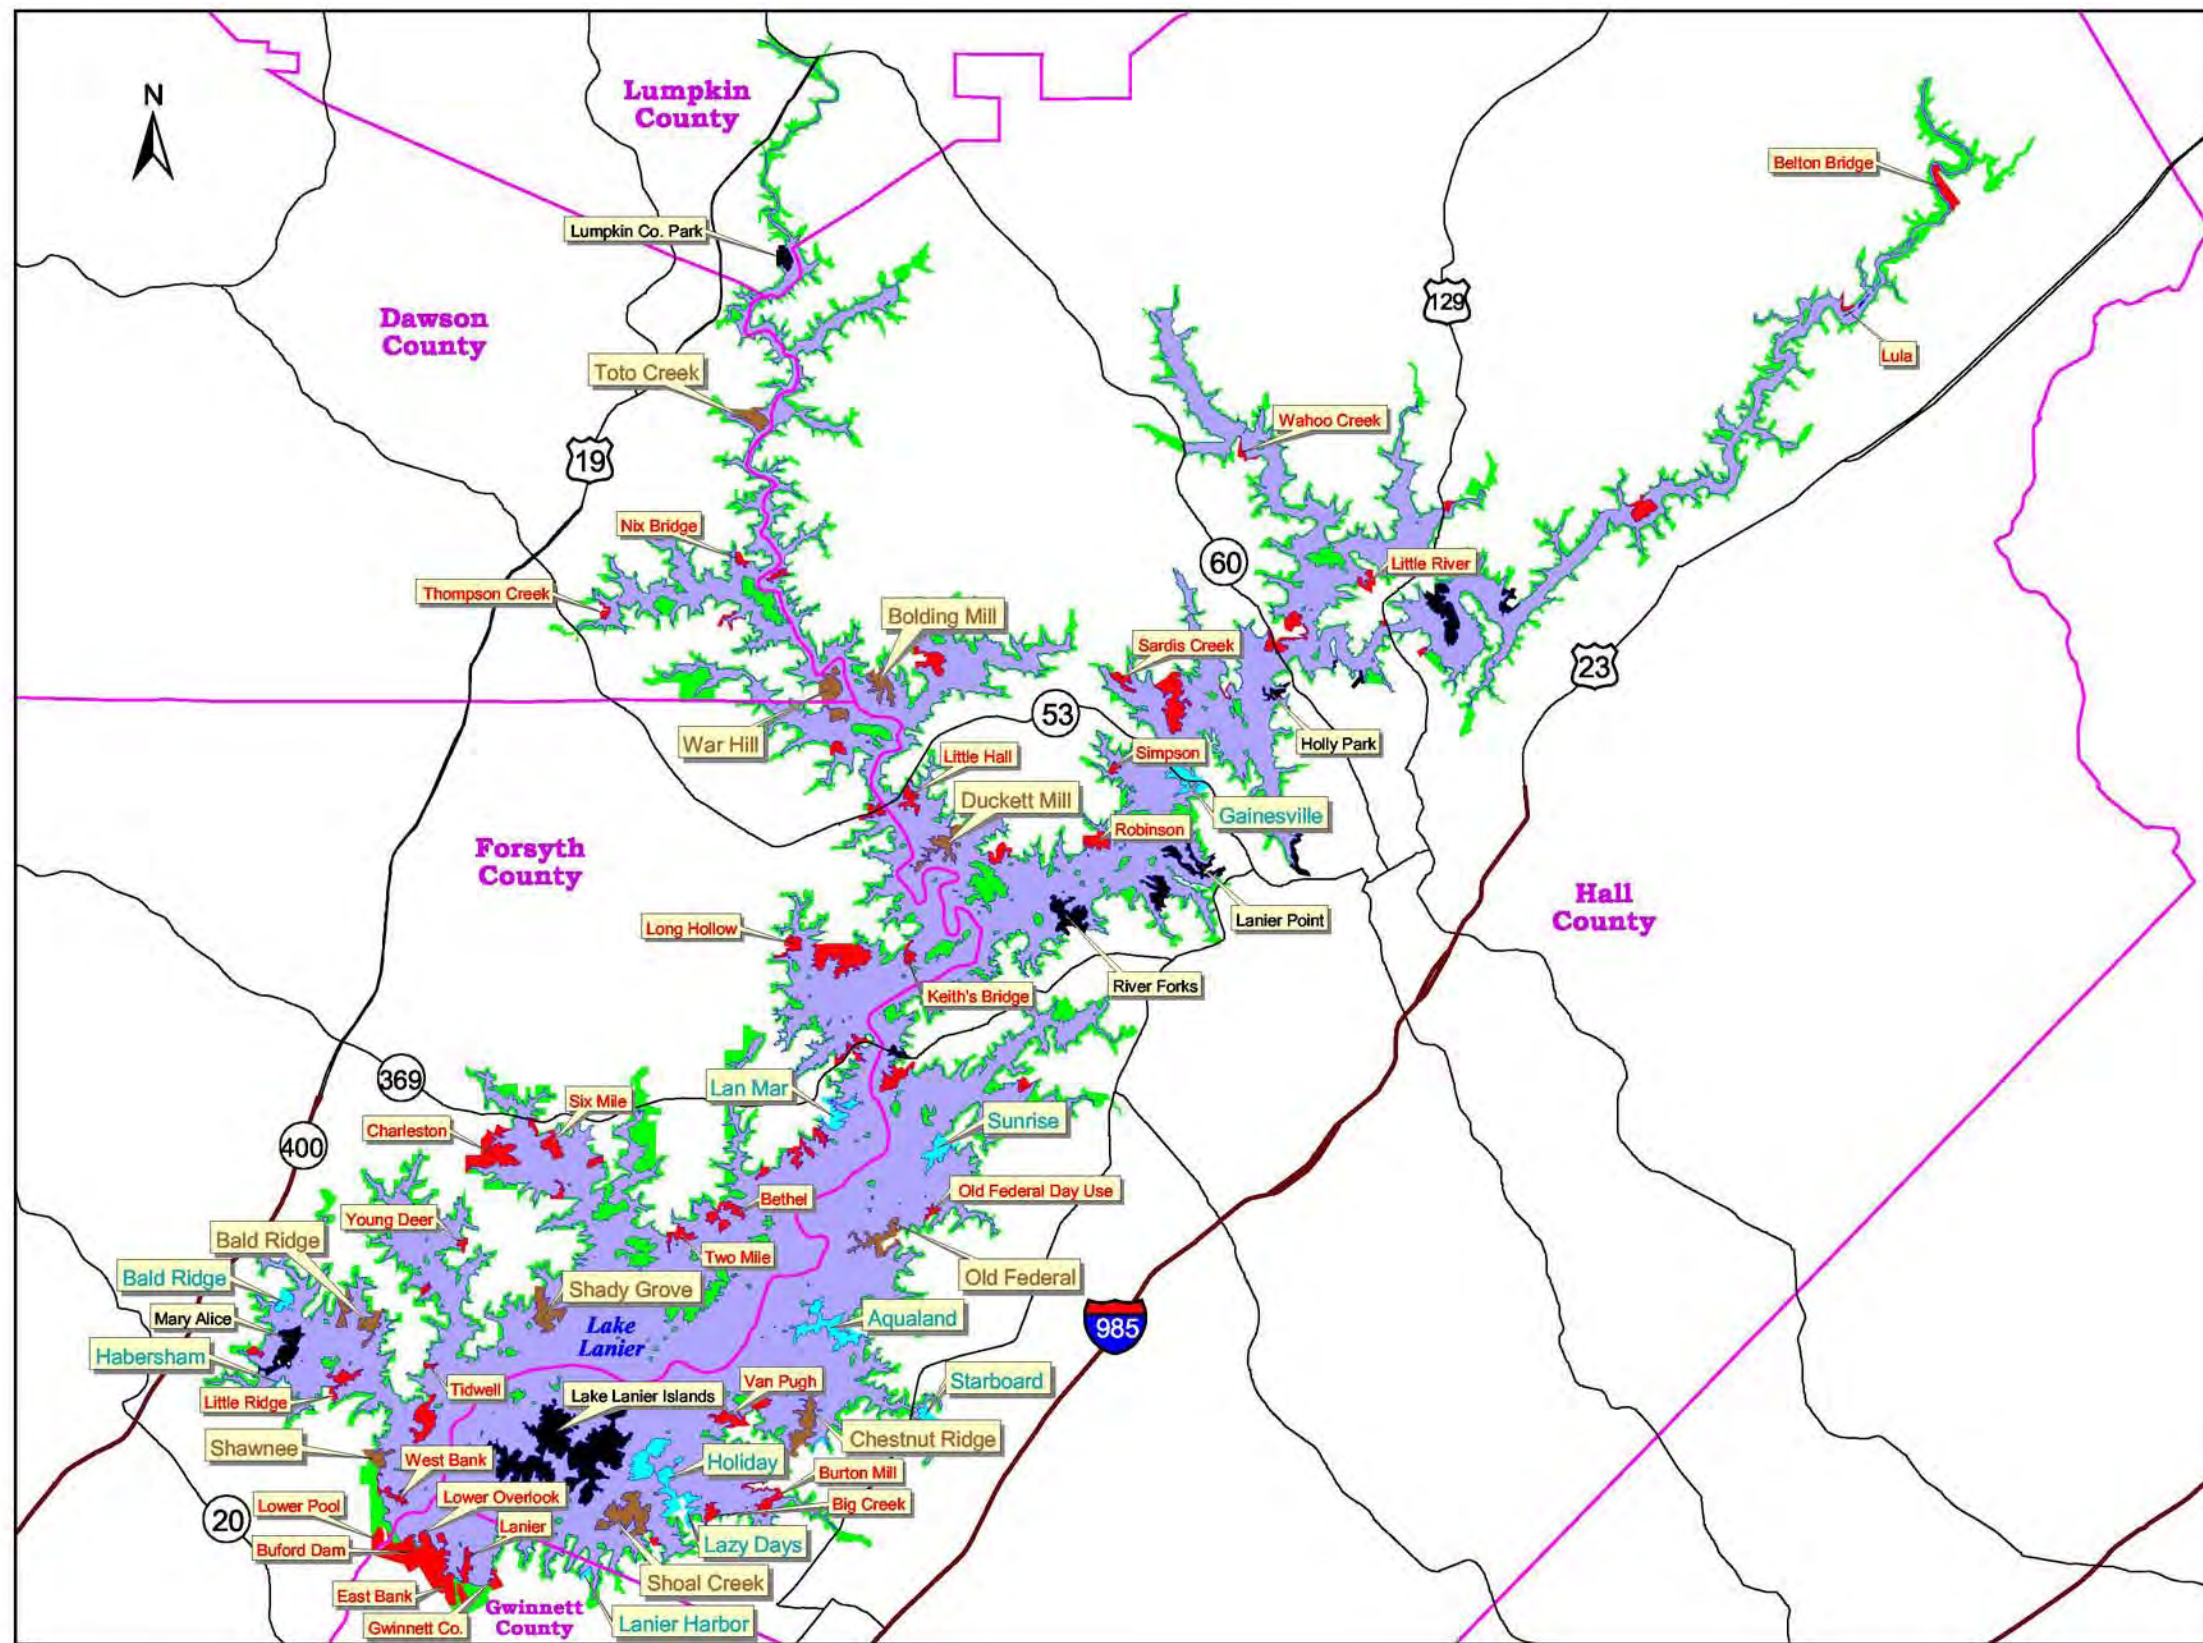 N
Lumpkin
County
Belton Bridge
Lumpkin Co. Park
129
Dawson
County
Lula
Toto Creek
Wahoo Creek
19
Nix Bridge
60
Little River
Thompson Creek
Bolding Mill
Sardis Creek
23
53
War Hill
Holly Park
Little Hall
Simpson
Duckett Mill
Gainesville
Robinson
Forsyth
County
Hall
County
Long Hollow
Lanier Point
River Forks
Keith's Bridge
369
Lan Mar
Six Mile
Sunrise
Charleston
400
Bethel
Old Federal Day Use
Young Deer
Bald Ridge
Two Mile
Bald Ridge
Old Federal
Shady Grove
Mary Alice
Aqualand
Lake
Lanier
985
Habersham
Tidwell
Van Pugh
Starboard
Little Ridge
Lake Lanier Islands
Shawnee
Chestnut Ridge
West Bank
Holiday
Burton Mill
Lower Overlook
Lower Pool
Big Creek
20
Lanier
Buford Dam
Lazy Days
Shoal Creek
East Bank
Gwinnett
County
Gwinnett Co.
Lanier Harbor